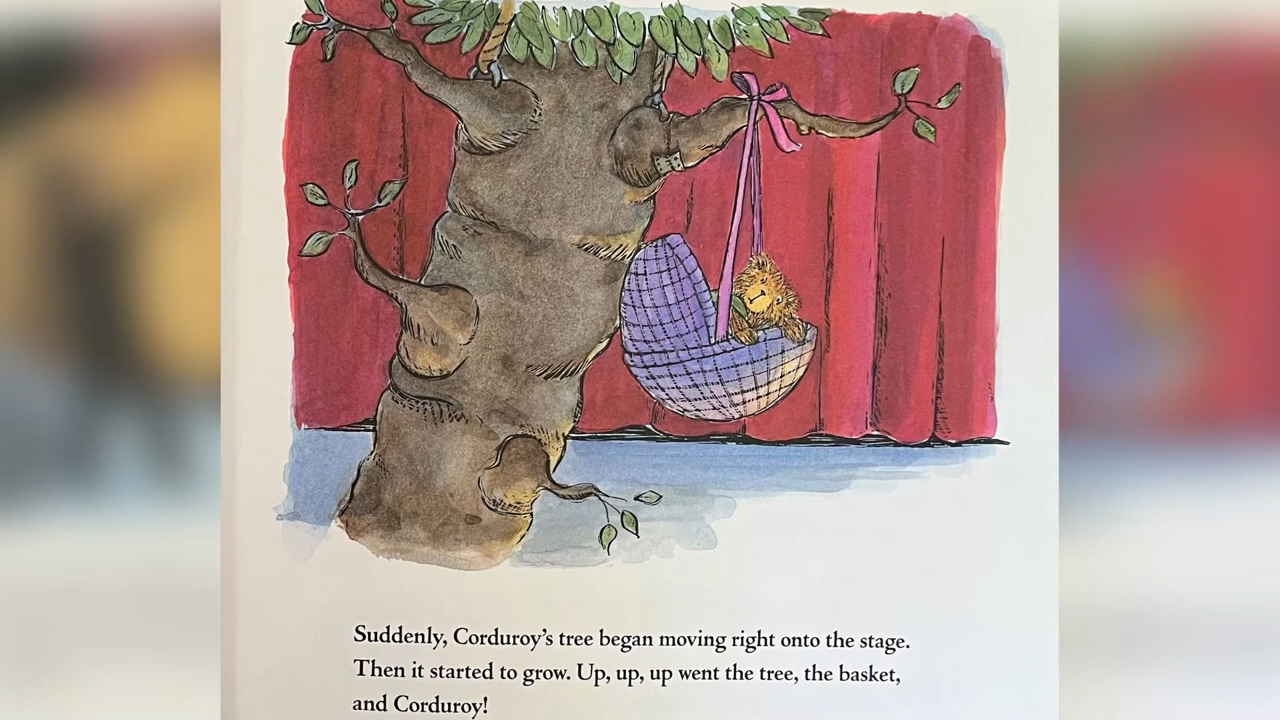 Suddenly, Corduroy's tree began moving right onto the stage.
Then it started to grow. Up, up, up went the tree, the basket,
and Corduroy!